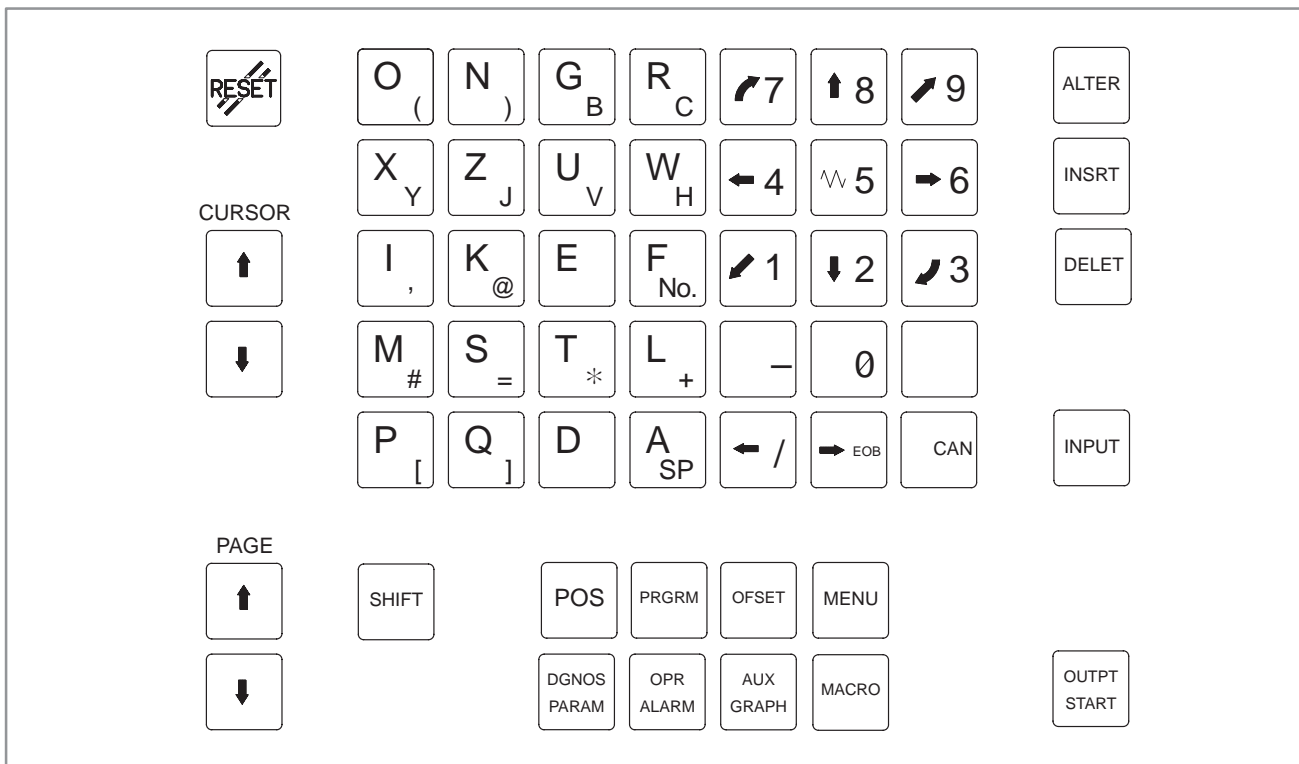 RESET
O ( N ) G B R C 7 8 9
ALTER
X Y Z J U V W H 4 5 6
INSRT
CURSOR
I , K @ E F No. 1 2 3
DELET
M # S = T * L + – 0
P [ Q ] D A SP / EOB CAN
INPUT
PAGE
SHIFT
POS PRGRM OFSET MENU
DGNOS PARAM
OPR ALARM
AUX GRAPH
MACRO
OUTPT START